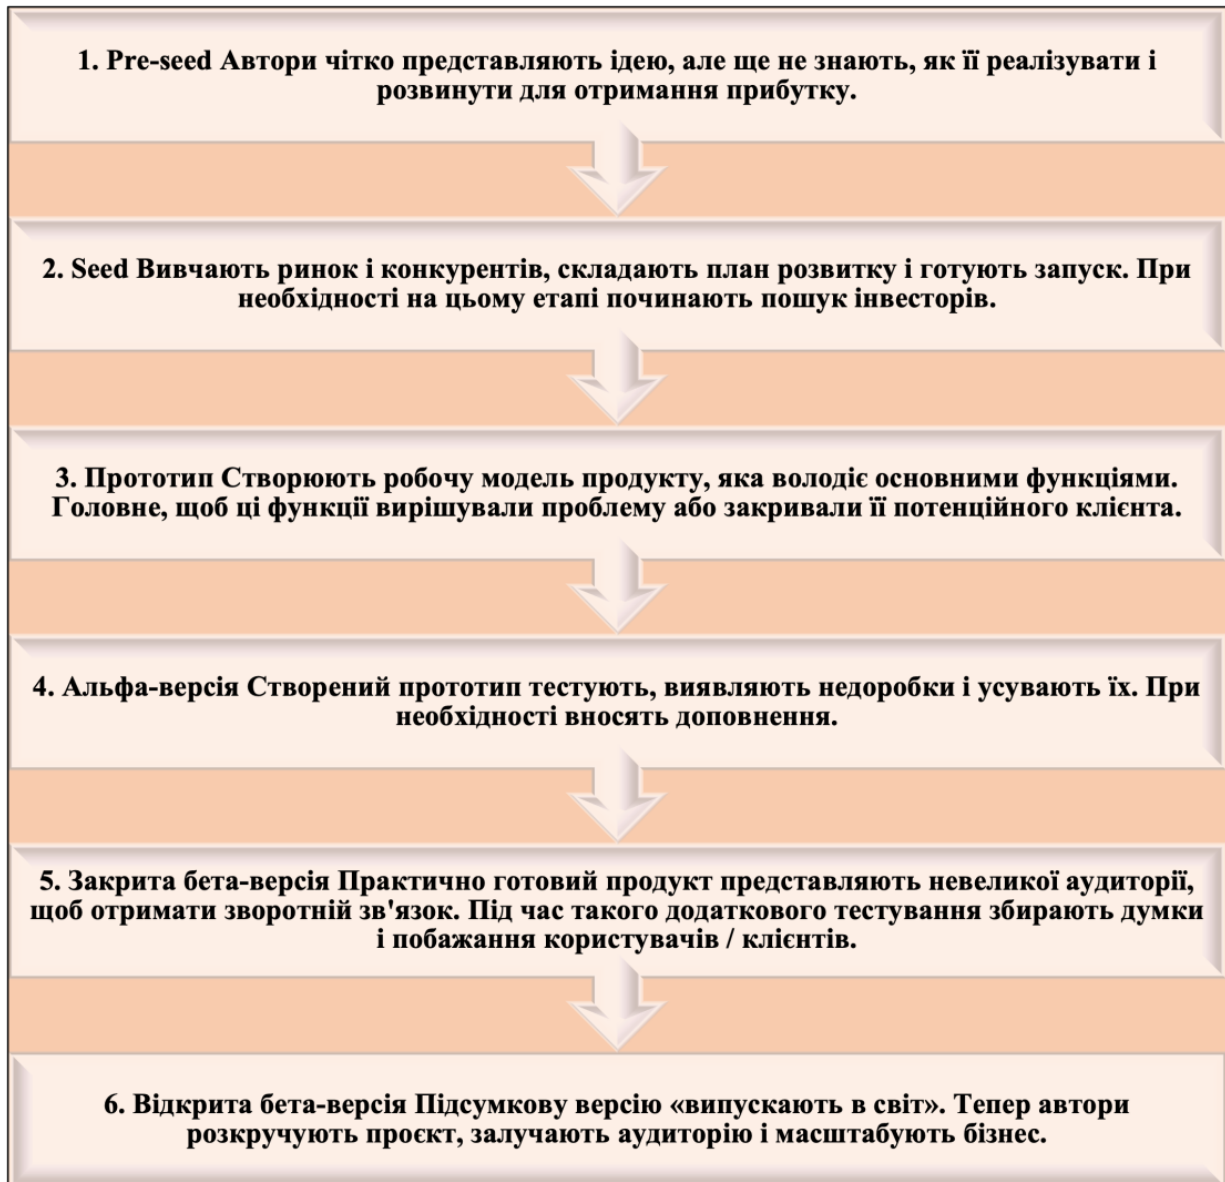 1. Pre-seed Автори чітко представляють ідею, але ще не знають, як її реалізувати і
розвинути для отримання прибутку.
2. Seed Вивчають ринок і конкурентів, складають план розвитку і готують запуск. При
необхідності на цьому етапі починають пошук інвесторів.
3. Прототип Створюють робочу модель продукту, яка володіє основними функціями.
Головне, щоб ці функції вирішували проблему або закривали її потенційного клієнта.
4. Альфа-версія Створений прототип тестують, виявляють недоробки і усувають їх. При
необхідності вносять доповнення.
5. Закрита бета-версія Практично готовий продукт представляють невеликої аудиторії,
щоб отримати зворотній зв'язок. Під час такого додаткового тестування збирають думки
і побажання користувачів / клієнтів.
6. Відкрита бета-версія Підсумкову версію «випускають в світ». Тепер автори
розкручують проєкт, залучають аудиторію і масштабують бізнес.